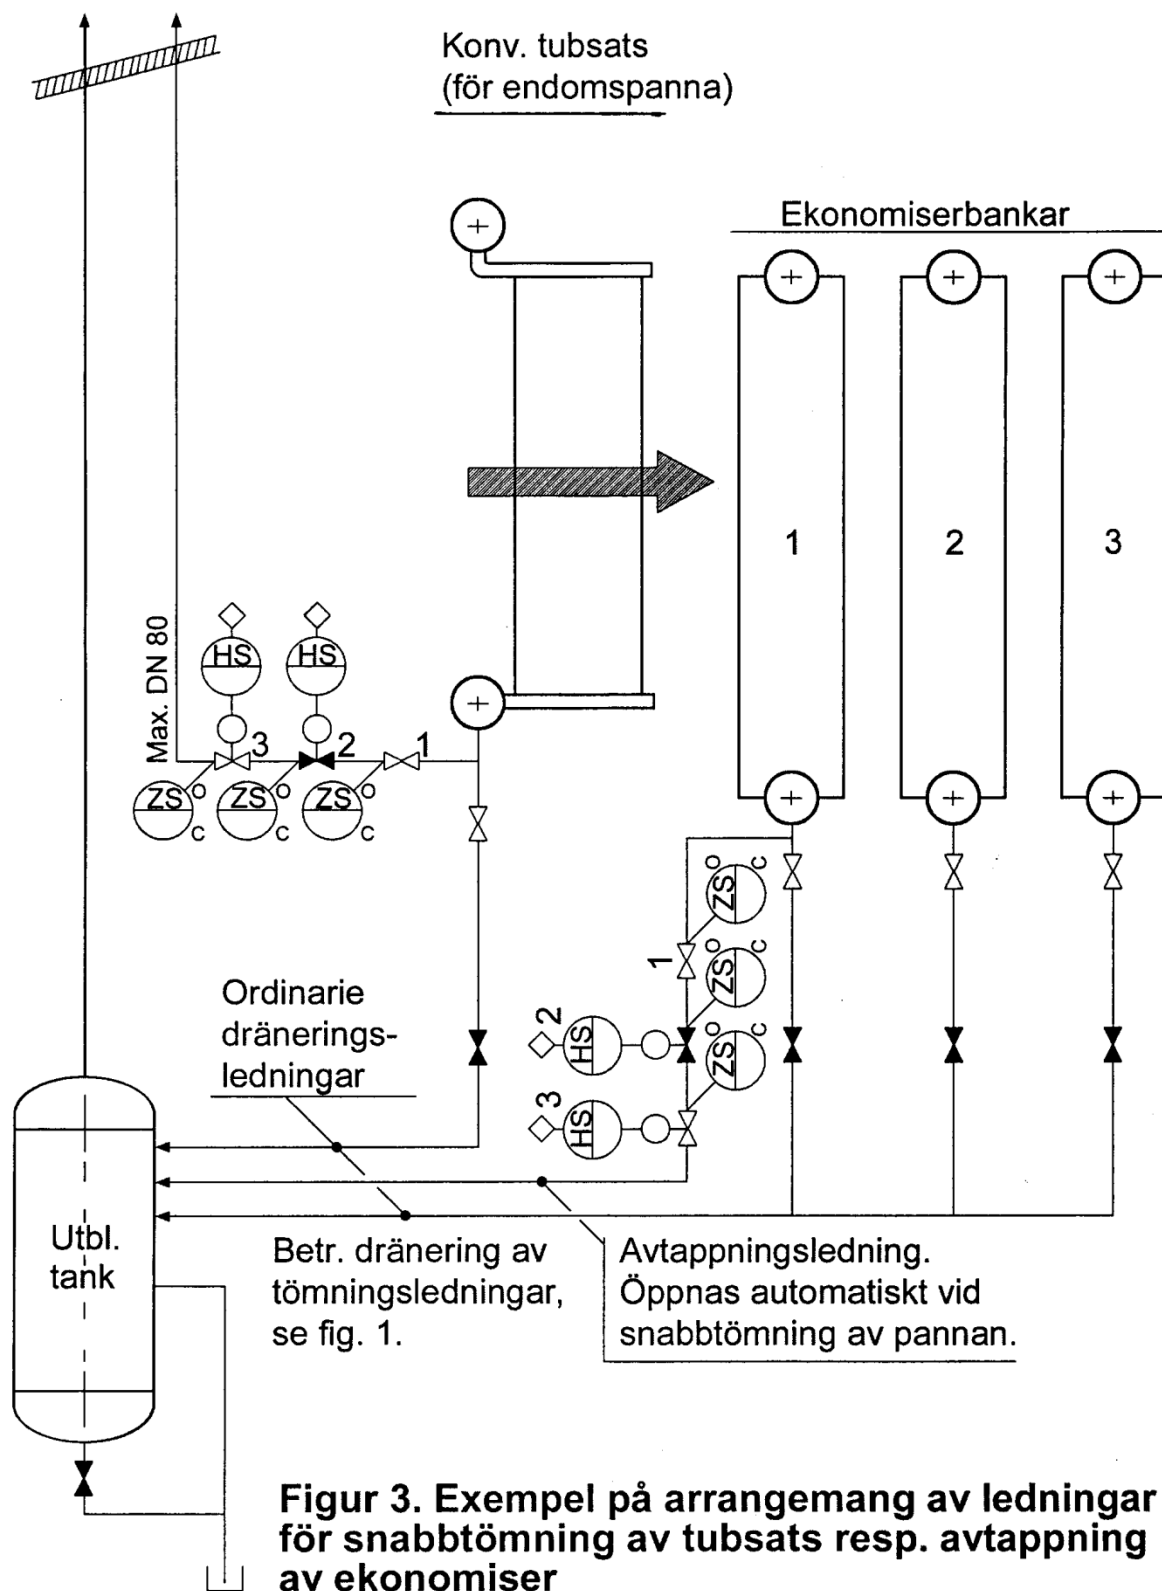 Konv. tubsats
(för endomspanna)
Ekonomiserbankar
1
2
3
Max. DN 80
HS
HS
3
2
1
ZS
O
C
ZS
O
C
ZS
O
C
ZS
O
C
1
ZS
O
C
2
HS
ZS
O
C
3
HS
Ordinarie
dränerings-
ledningar
Utbl.
tank
Betr. dränering av
tömningsledningar,
se fig. 1.
Avtappningsledning.
Öppnas automatiskt vid
snabbtömning av pannan.
Figur 3. Exempel på arrangemang av ledningar
för snabbtömning av tubsats resp. avtappning
av ekonomiser